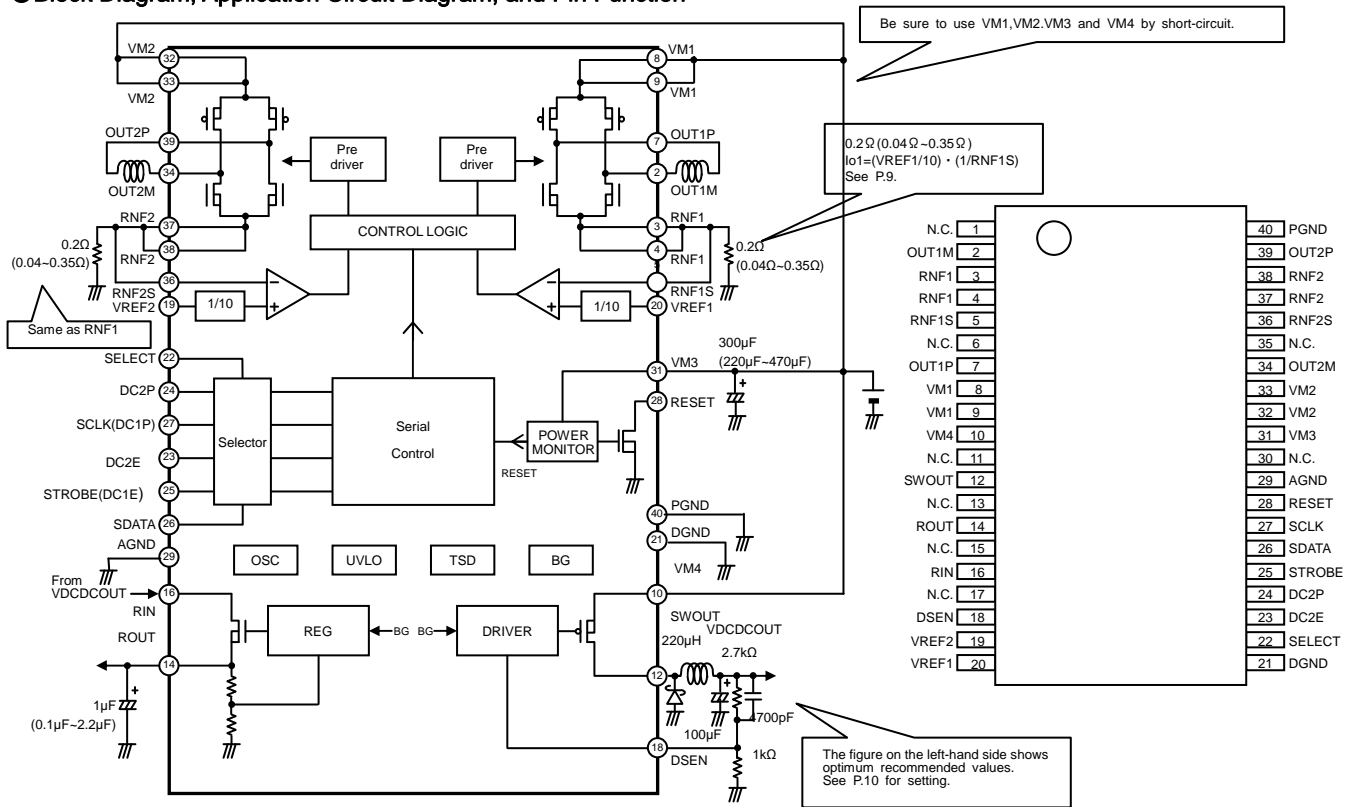 ●Block Diagram, Application Circuit Diagram, and Pin Function
Be sure to use VM1,VM2.VM3 and VM4 by short-circuit.
VM2
32
33
VM2
OUT2P
39
34
OUT2M
RNF2
37
38
RNF2
0.2Ω
(0.04~0.35Ω)
36
RNF2S
VREF2
19
1/10
Same as RNF1
Pre
driver
Pre
driver
CONTROL LOGIC
VM1
8
9
VM1
OUT1P
7
2
OUT1M
RNF1
3
4
RNF1
0.2Ω
(0.04Ω~0.35Ω)
RNF1S
20
VREF1
1/10
0.2Ω(0.04Ω~0.35Ω)
Io1=(VREF1/10)・(1/RNF1S)
See P.9.
SELECT
22
DC2P
24
SCLK(DC1P)
27
DC2E
23
STROBE(DC1E)
25
SDATA
26
AGND
29
Selector
Serial
Control
RESET
POWER
MONITOR
300μF
(220μF~470μF)
31
VM3
28
RESET
40
PGND
21
DGND
VM4
10
OSC
UVLO
TSD
BG
From
VDCDCOUT
16
RIN
ROUT
14
1μF
(0.1μF~2.2μF)
REG
BG
BG
DRIVER
SWOUT
220μH
VDCDCOUT
2.7kΩ
12
100μF
4700pF
18
DSEN
1kΩ
The figure on the left-hand side shows
optimum recommended values.
See P.10 for setting.
N.C. 1
OUT1M 2
RNF1 3
RNF1 4
RNF1S 5
N.C. 6
OUT1P 7
VM1 8
VM1 9
VM4 10
N.C. 11
SWOUT 12
N.C. 13
ROUT 14
N.C. 15
RIN 16
N.C. 17
DSEN 18
VREF2 19
VREF1 20
40 PGND
39 OUT2P
38 RNF2
37 RNF2
36 RNF2S
35 N.C.
34 OUT2M
33 VM2
32 VM2
31 VM3
30 N.C.
29 AGND
28 RESET
27 SCLK
26 SDATA
25 STROBE
24 DC2P
23 DC2E
22 SELECT
21 DGND